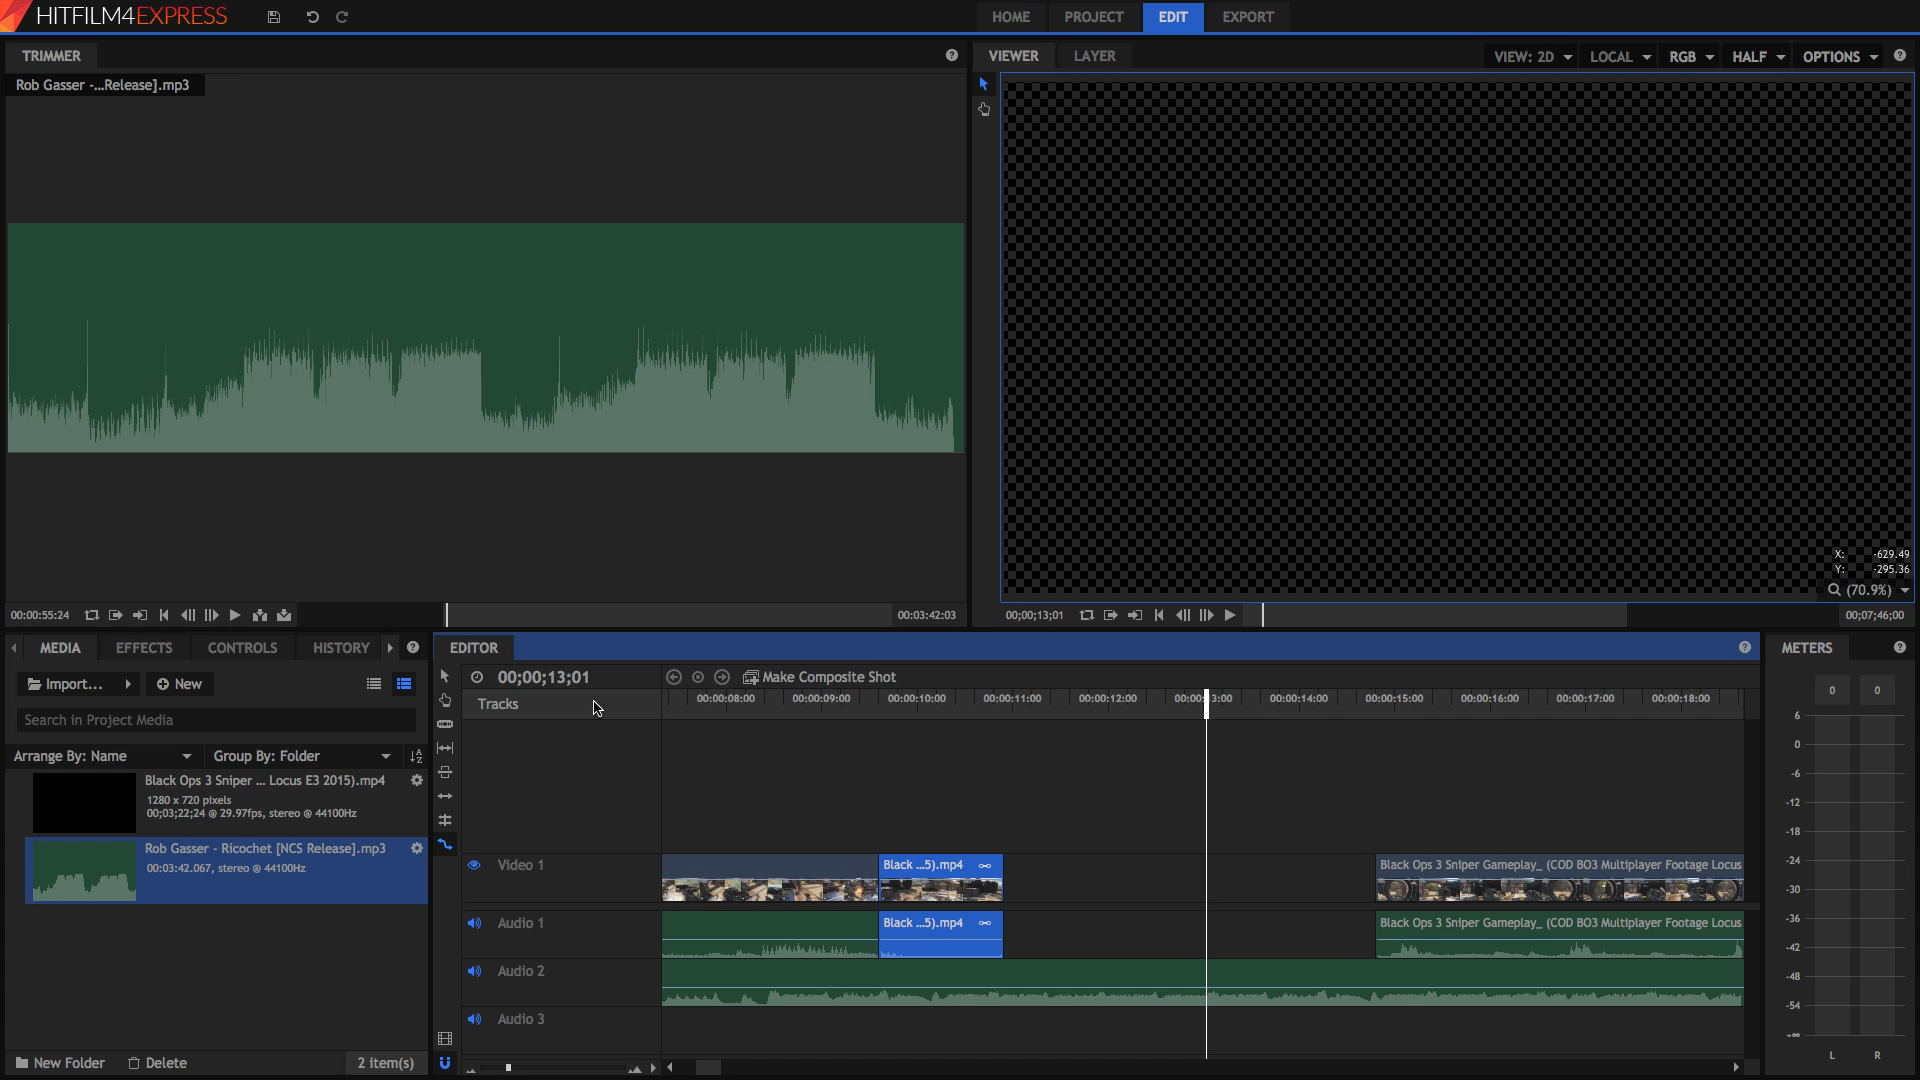 HITFILM4EXPRESS
HOME PROJECT EDIT EXPORT
TRIMMER
Rob Gasser -...Release].mp3
VIEWER LAYER VIEW: 2D LOCAL RGB HALF OPTIONS
X: -629.49
Y: -295.36
(70.9%)
00:00:55:24 00:03:42:03
00;00;13;01 00;07;46;00
MEDIA EFFECTS CONTROLS HISTORY
Import... New
Search in Project Media
Arrange By: Name Group By: Folder
Black Ops 3 Sniper ... Locus E3 2015).mp4
1280 x 720 pixels
00;03;22;24 @ 29.97fps, stereo @ 44100Hz
Rob Gasser - Ricochet [NCS Release].mp3
00:03:42.067, stereo @ 44100Hz
New Folder Delete 2 item(s)
EDITOR
00;00;13;01 Make Composite Shot
Tracks
00:00:08:00 00:00:09:00 00:00:10:00 00:00:11:00 00:00:12:00 00:00:13:00 00:00:14:00 00:00:15:00 00:00:16:00 00:00:17:00 00:00:18:00
Video 1 Black ...5).mp4 Black Ops 3 Sniper Gameplay_ (COD BO3 Multiplayer Footage Locus
Audio 1 Black ...5).mp4 Black Ops 3 Sniper Gameplay_ (COD BO3 Multiplayer Footage Locus
Audio 2
Audio 3
METERS
0 0
6
0
-6
-12
-18
-24
-30
-36
-42
-48
-54
-∞
L R